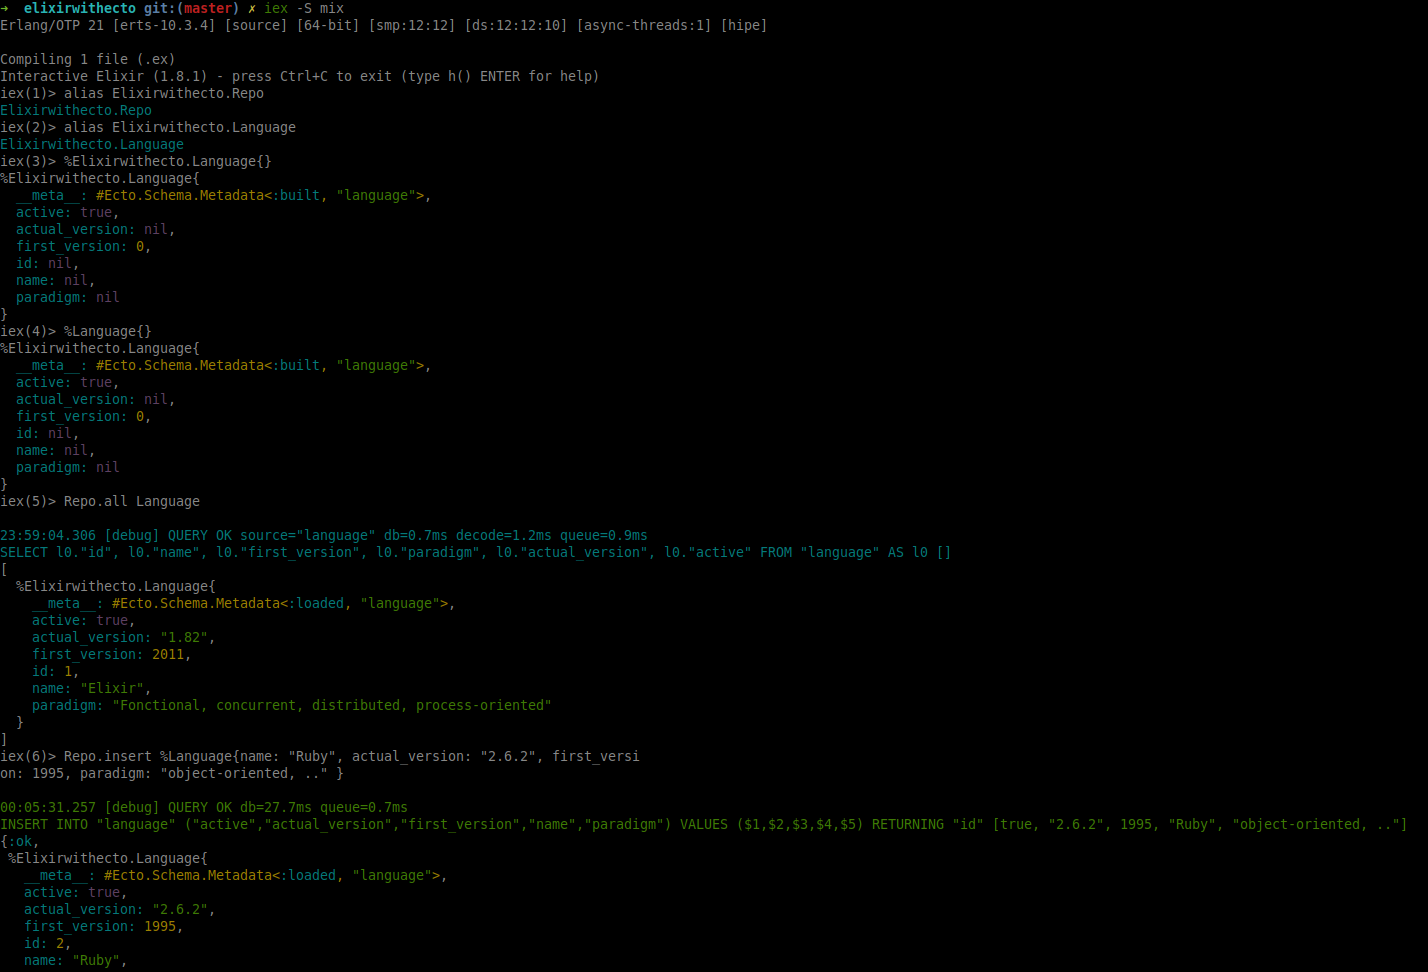 ➜  elixirwithecto git:(master) ✗ iex -S mix
Erlang/OTP 21 [erts-10.3.4] [source] [64-bit] [smp:12:12] [ds:12:12:10] [async-threads:1] [hipe]

Compiling 1 file (.ex)
Interactive Elixir (1.8.1) - press Ctrl+C to exit (type h() ENTER for help)
iex(1)> alias Elixirwithecto.Repo
Elixirwithecto.Repo
iex(2)> alias Elixirwithecto.Language
Elixirwithecto.Language
iex(3)> %Elixirwithecto.Language{}
%Elixirwithecto.Language{
  __meta__: #Ecto.Schema.Metadata<:built, "language">,
  active: true,
  actual_version: nil,
  first_version: 0,
  id: nil,
  name: nil,
  paradigm: nil
}
iex(4)> %Language{}
%Elixirwithecto.Language{
  __meta__: #Ecto.Schema.Metadata<:built, "language">,
  active: true,
  actual_version: nil,
  first_version: 0,
  id: nil,
  name: nil,
  paradigm: nil
}
iex(5)> Repo.all Language

23:59:04.306 [debug] QUERY OK source="language" db=0.7ms decode=1.2ms queue=0.9ms
SELECT l0."id", l0."name", l0."first_version", l0."paradigm", l0."actual_version", l0."active" FROM "language" AS l0 []
[
  %Elixirwithecto.Language{
    __meta__: #Ecto.Schema.Metadata<:loaded, "language">,
    active: true,
    actual_version: "1.82",
    first_version: 2011,
    id: 1,
    name: "Elixir",
    paradigm: "Fonctional, concurrent, distributed, process-oriented"
  }
]
iex(6)> Repo.insert %Language{name: "Ruby", actual_version: "2.6.2", first_versi
on: 1995, paradigm: "object-oriented, .." }

00:05:31.257 [debug] QUERY OK db=27.7ms queue=0.7ms
INSERT INTO "language" ("active","actual_version","first_version","name","paradigm") VALUES ($1,$2,$3,$4,$5) RETURNING "id" [true, "2.6.2", 1995, "Ruby", "object-oriented, .."]
{:ok,
 %Elixirwithecto.Language{
   __meta__: #Ecto.Schema.Metadata<:loaded, "language">,
   active: true,
   actual_version: "2.6.2",
   first_version: 1995,
   id: 2,
   name: "Ruby",